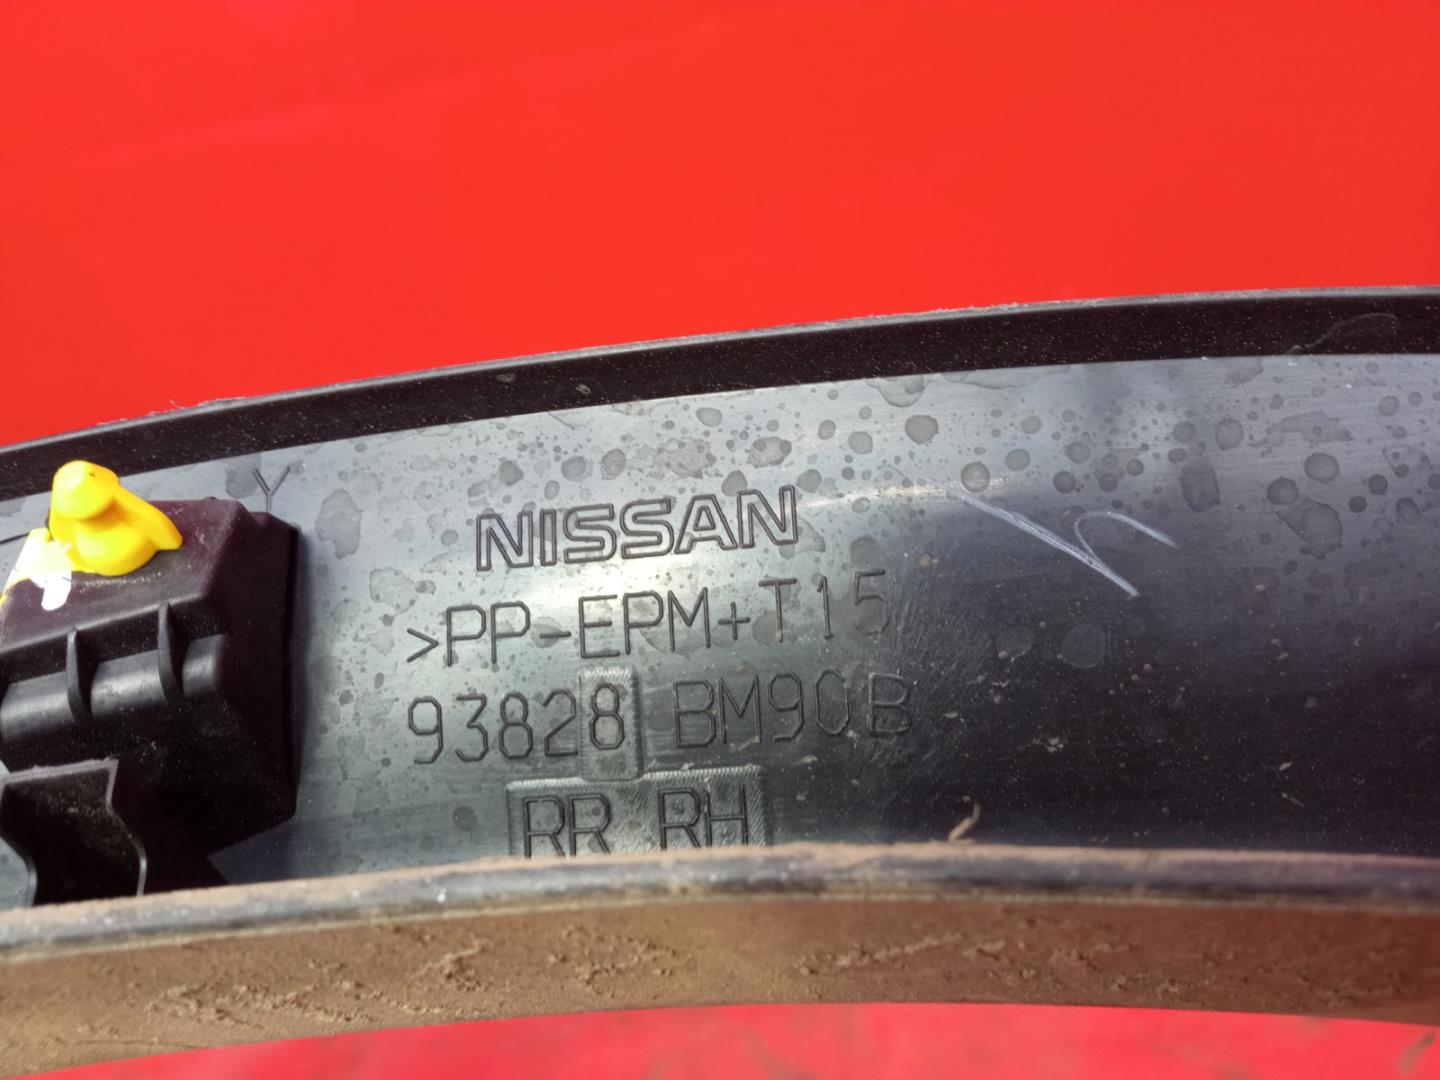 NISSAN
>PP-EPM+T15
93828 BM90B
RR RH